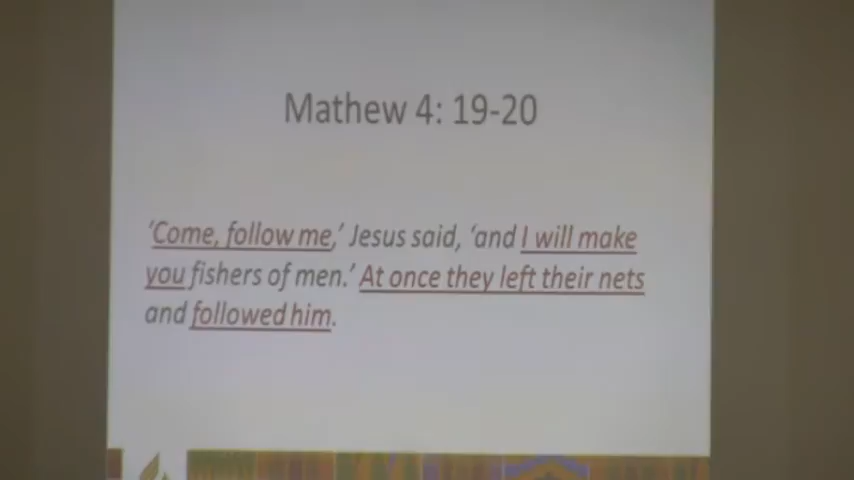 Mathew 4: 19-20
‘Come, follow me,’ Jesus said, ‘and I will make
you fishers of men.’ At once they left their nets
and followed him.